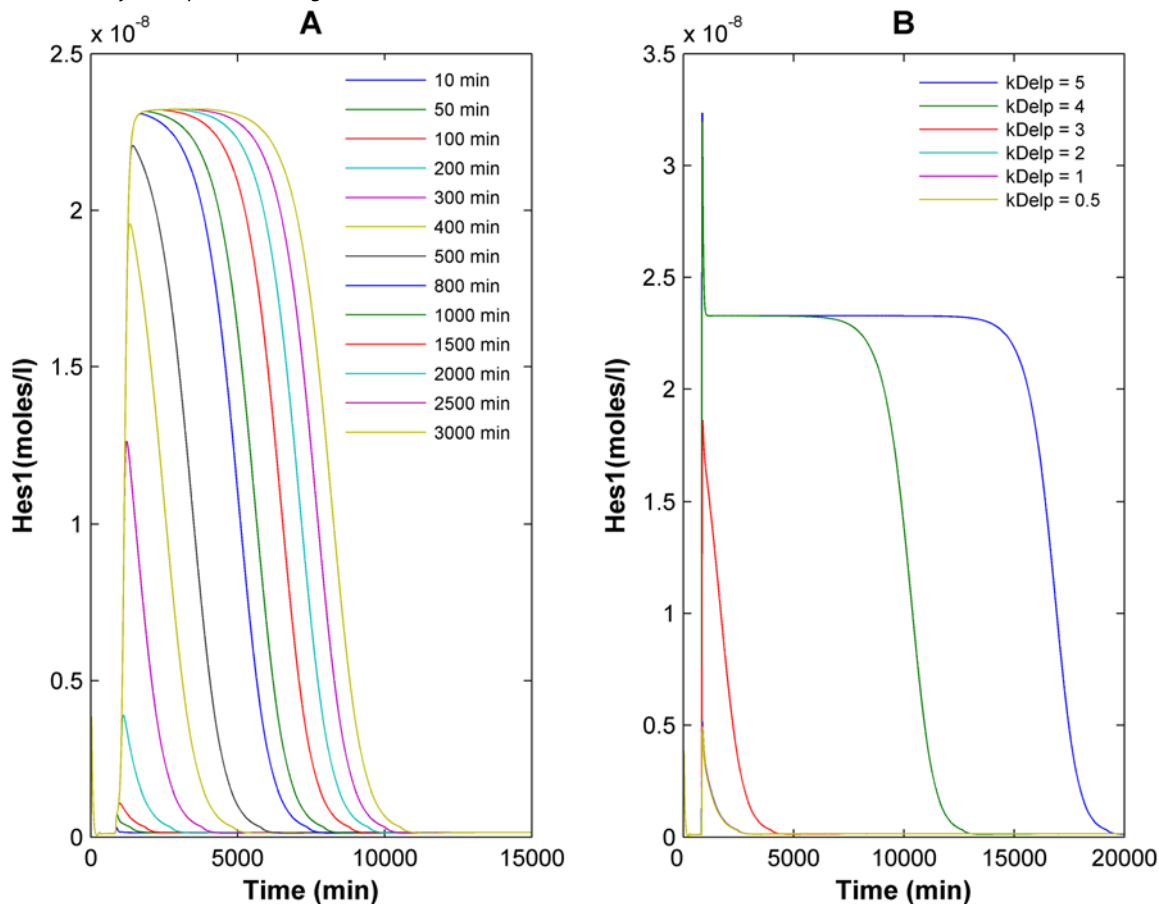 A
x 10^-8
2.5
2
1.5
1
0.5
0
0
5000
10000
15000
Hes1(moles/l)
Time (min)
10 min
50 min
100 min
200 min
300 min
400 min
500 min
800 min
1000 min
1500 min
2000 min
2500 min
3000 min
B
x 10^-8
3.5
3
2.5
2
1.5
1
0.5
0
0
5000
10000
15000
20000
Hes1(moles/l)
Time (min)
kDelp = 5
kDelp = 4
kDelp = 3
kDelp = 2
kDelp = 1
kDelp = 0.5